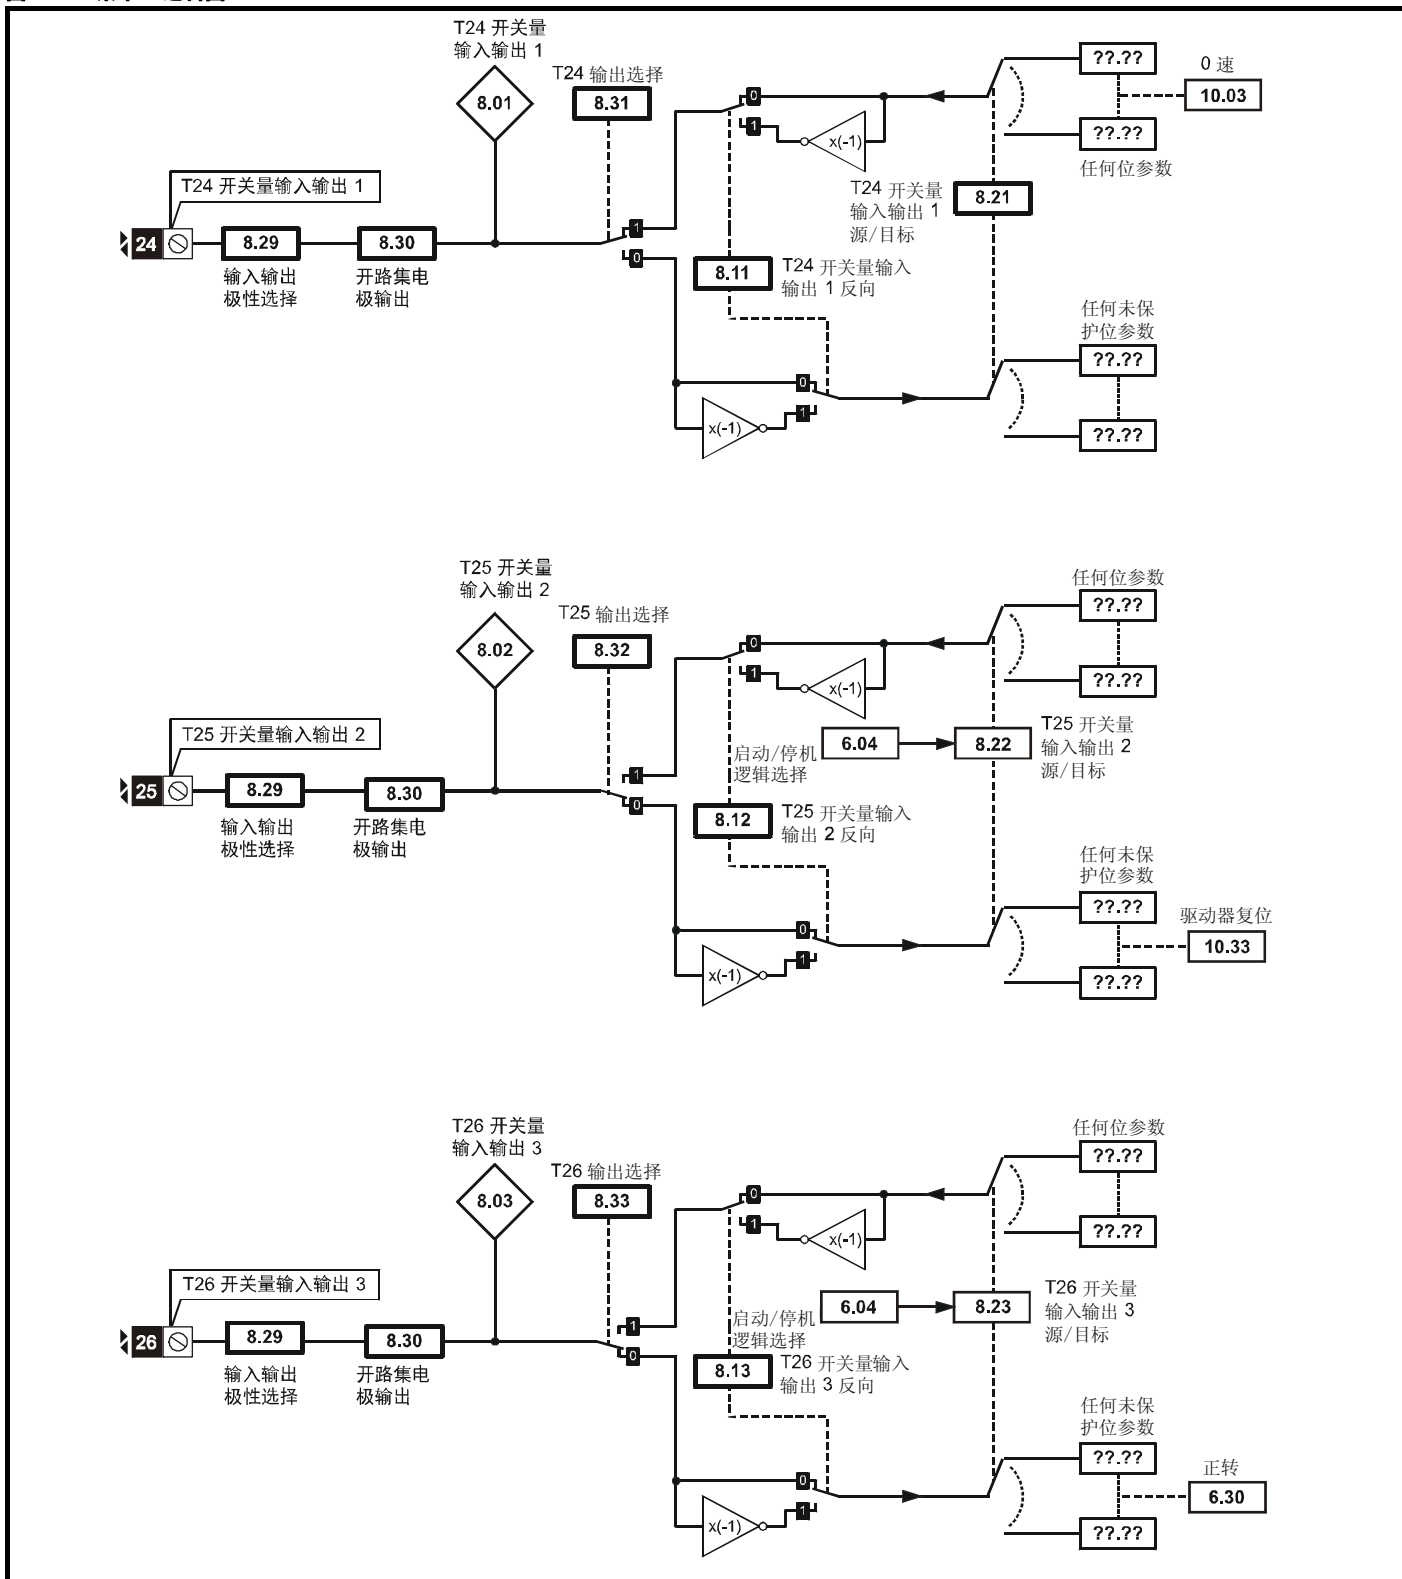 T24 开关量
输入输出 1
8.01
T24 输出选择
8.31
0
1
x(-1)
??.??
??.??
0 速
10.03
任何位参数
T24 开关量
输入输出 1
源/目标
8.21
T24 开关量输入输出 1
24
8.29
8.30
输入输出
极性选择
开路集电
极输出
1
0
8.11
T24 开关量输入
输出 1 反向
任何未保
护位参数
??.??
??.??
0
1
x(-1)
T25 开关量
输入输出 2
8.02
T25 输出选择
8.32
0
1
x(-1)
任何位参数
??.??
??.??
T25 开关量输入输出 2
25
8.29
8.30
输入输出
极性选择
开路集电
极输出
1
0
启动/停机
逻辑选择
6.04
8.22
T25 开关量
输入输出 2
源/目标
8.12
T25 开关量输入
输出 2 反向
任何未保
护位参数
??.??
??.??
驱动器复位
10.33
0
1
x(-1)
T26 开关量
输入输出 3
8.03
T26 输出选择
8.33
0
1
x(-1)
任何位参数
??.??
??.??
T26 开关量输入输出 3
26
8.29
8.30
输入输出
极性选择
开路集电
极输出
1
0
启动/停机
逻辑选择
6.04
8.23
T26 开关量
输入输出 3
源/目标
8.13
T26 开关量输入
输出 3 反向
任何未保
护位参数
??.??
??.??
正转
6.30
0
1
x(-1)